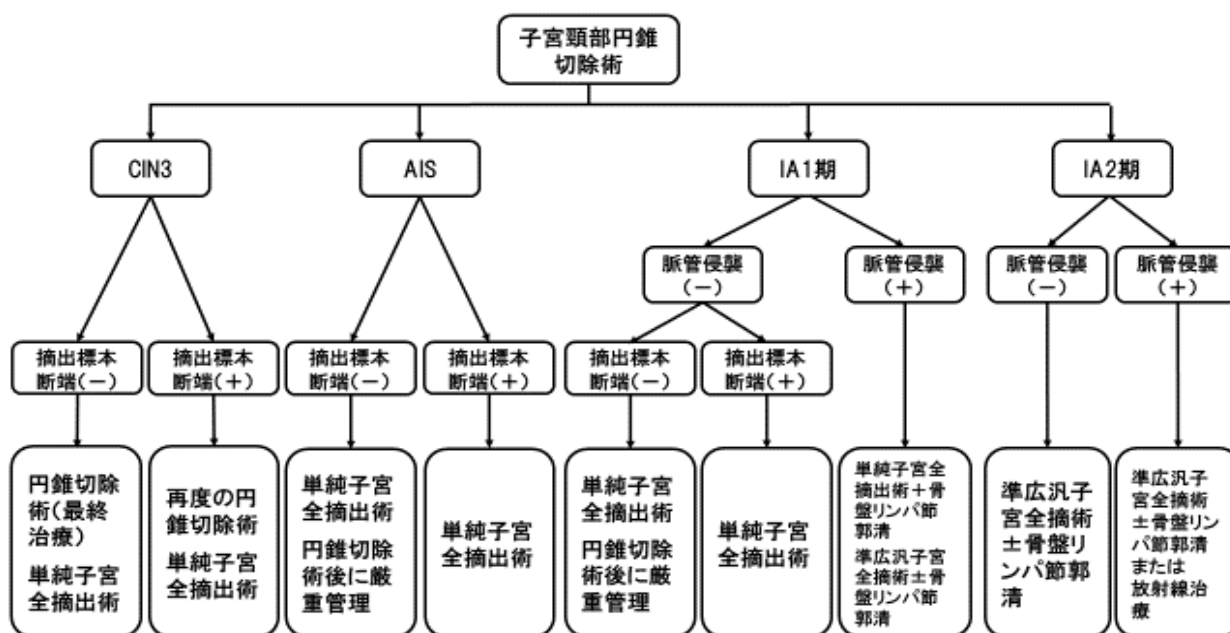 子宮頸部円錐
切除術
CIN3
AIS
IA1期
IA2期
脈管侵襲
(－)
脈管侵襲
(＋)
脈管侵襲
(－)
脈管侵襲
(＋)
摘出標本
断端(－)
摘出標本
断端(＋)
摘出標本
断端(－)
摘出標本
断端(＋)
摘出標本
断端(－)
摘出標本
断端(＋)
円錐切除
術(最終
治療)
単純子宮
全摘出術
再度の円
錐切除術
単純子宮
全摘出術
単純子宮
全摘出術
円錐切除
術後に厳
重管理
単純子宮
全摘出術
単純子宮
全摘出術
円錐切除
術後に厳
重管理
単純子宮
全摘出術
単純子宮全
摘出術＋骨
盤リンパ節
郭清
準広汎子宮
全摘術±骨
盤リンパ節
郭清
準広汎子
宮全摘術
±骨盤リ
ンパ節郭
清
準広汎子
宮全摘術
±骨盤リン
パ節郭清
または
放射線治
療